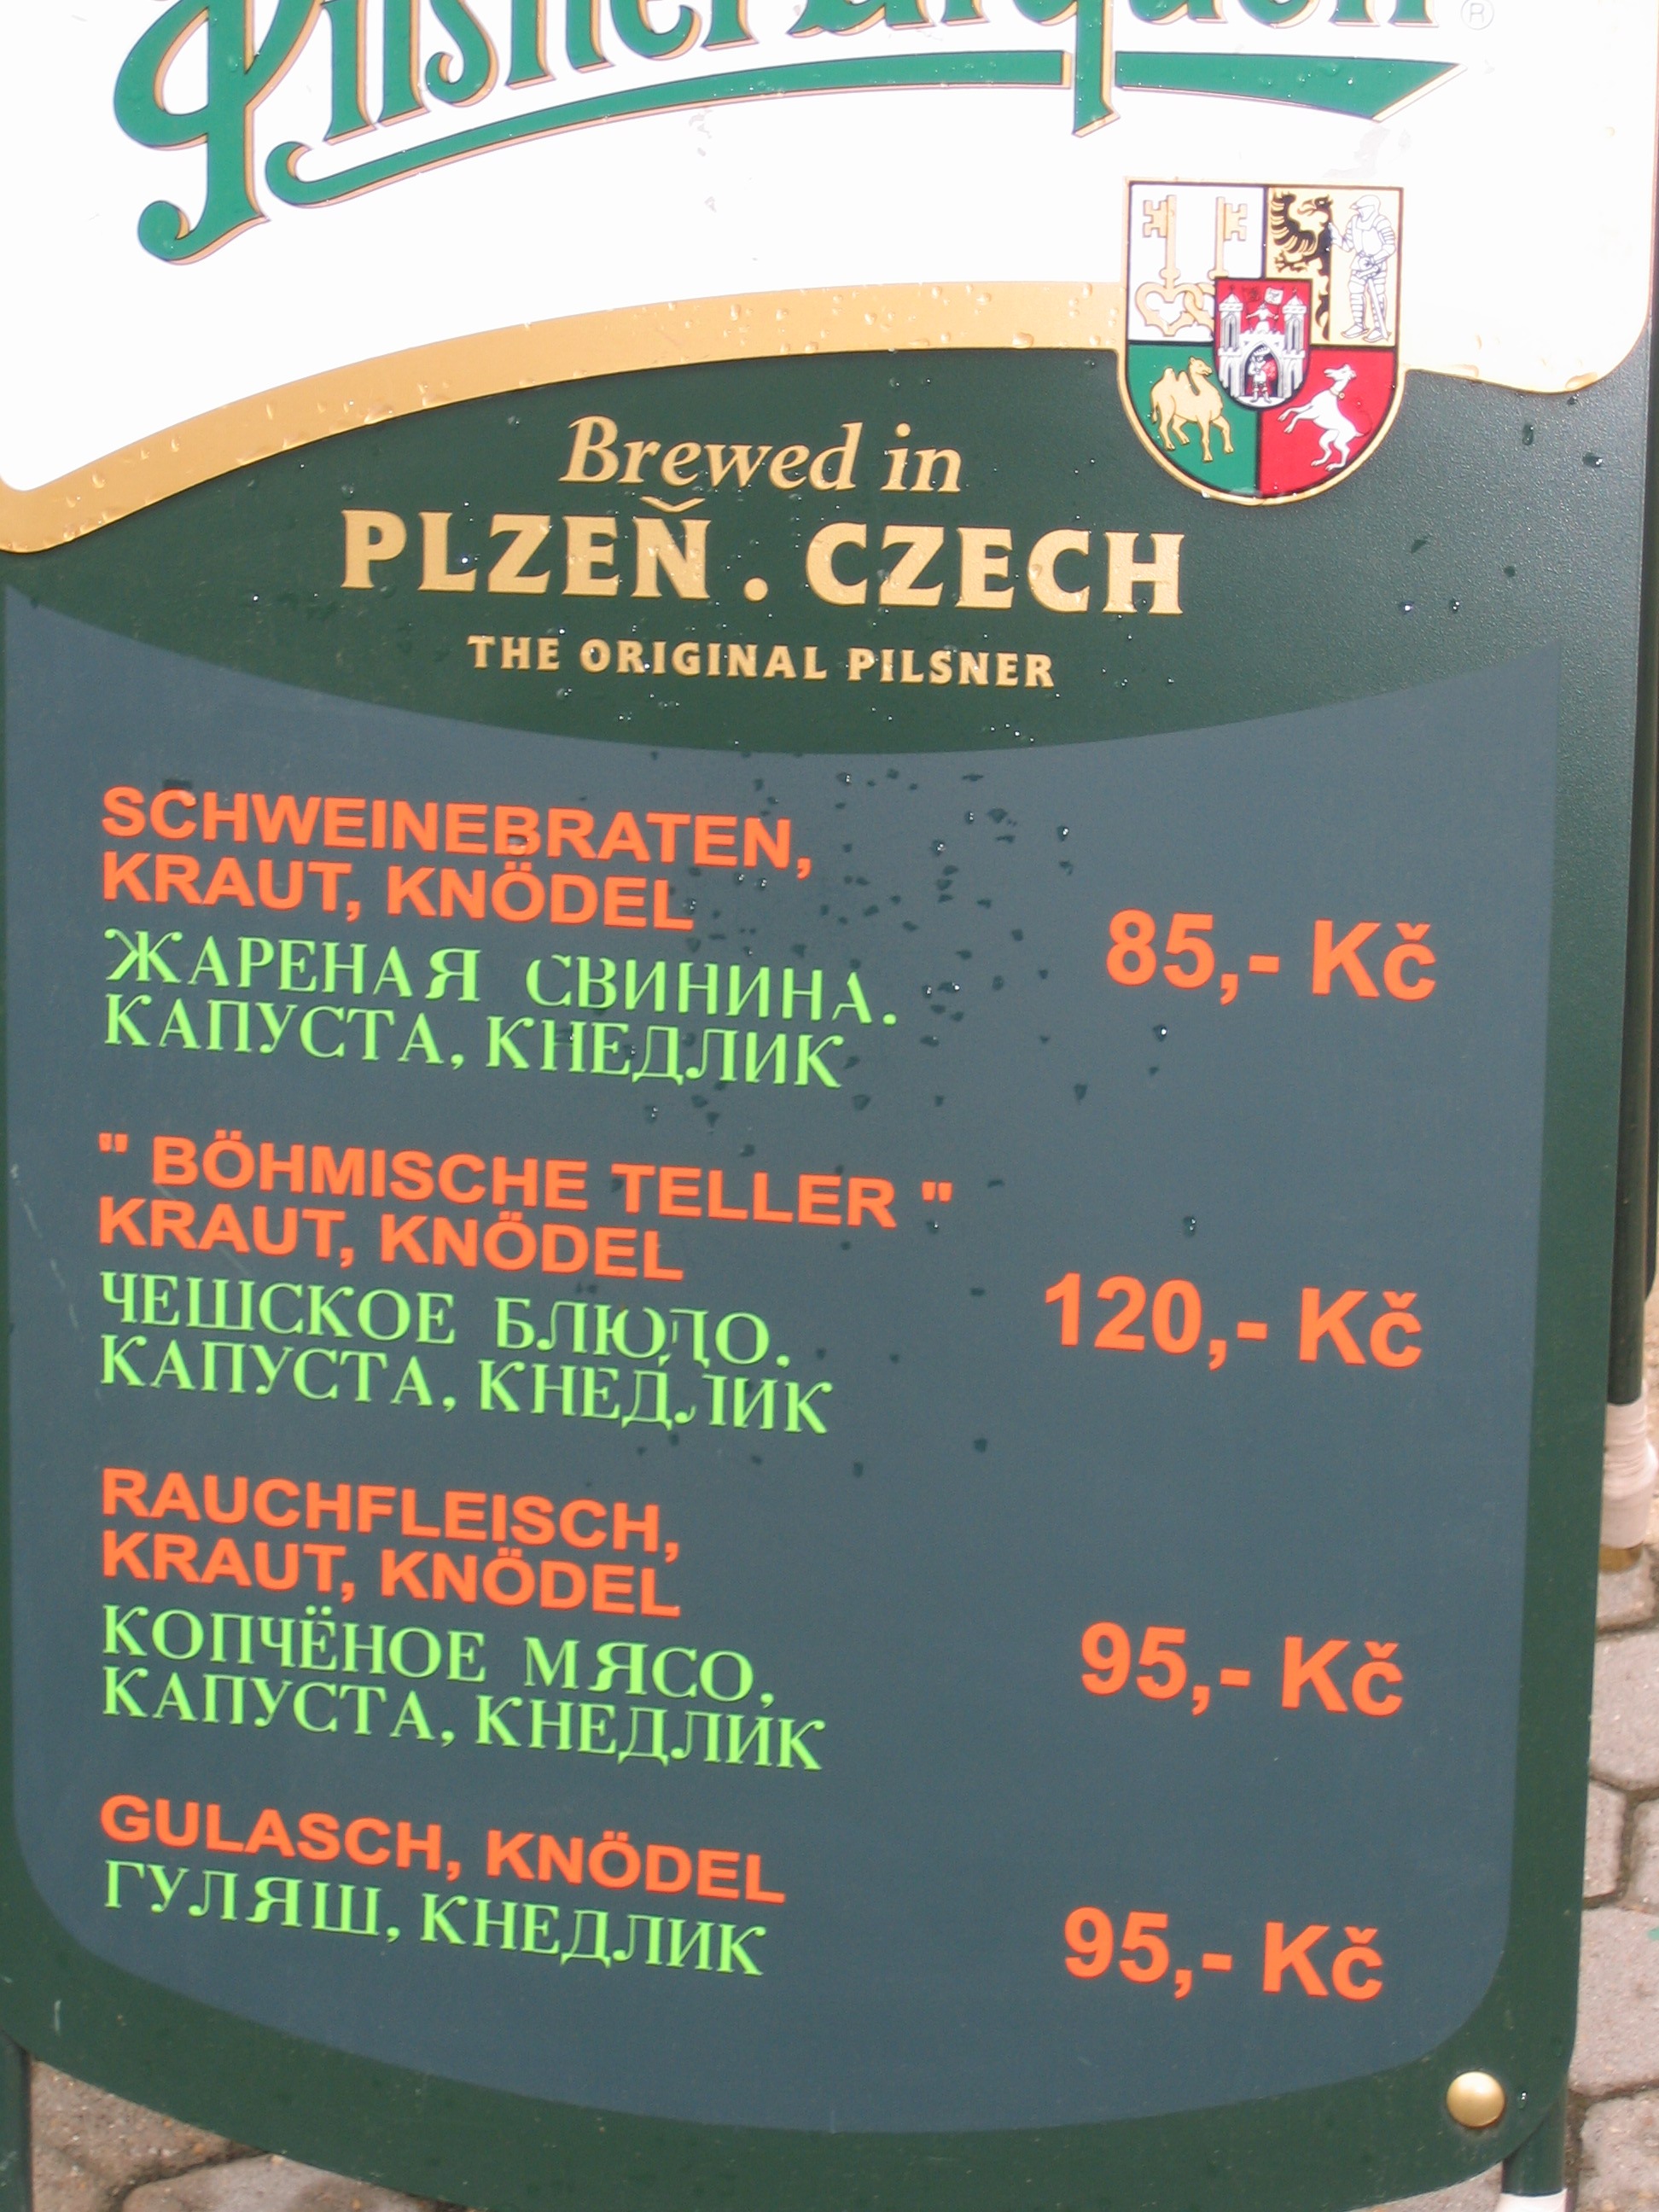 Pilsner Urquell ®
Brewed in
PLZEŇ . CZECH
THE ORIGINAL PILSNER
SCHWEINEBRATEN,
KRAUT, KNÖDEL
85,- Kč
ЖАРЕНАЯ СВИНИНА.
КАПУСТА, КНЕДЛИК
" BÖHMISCHE TELLER "
KRAUT, KNÖDEL
120,- Kč
ЧЕШСКОЕ БЛЮДО.
КАПУСТА, КНЕДЛИК
RAUCHFLEISCH,
KRAUT, KNÖDEL
95,- Kč
КОПЧЁНОЕ МЯСО,
КАПУСТА, КНЕДЛИК
GULASCH, KNÖDEL
95,- Kč
ГУЛЯШ, КНЕДЛИК